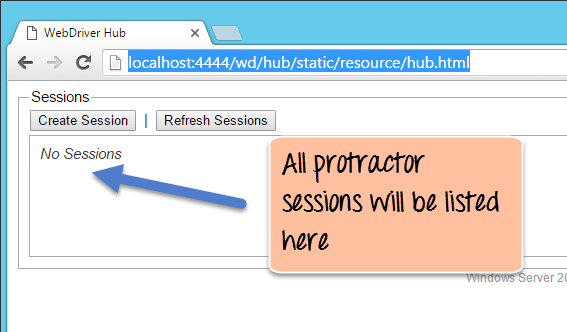 WebDriver Hub
localhost:4444/wd/hub/static/resource/hub.html
Sessions
Create Session | Refresh Sessions
No Sessions
All protractor
sessions will be listed
here
Windows Server 20